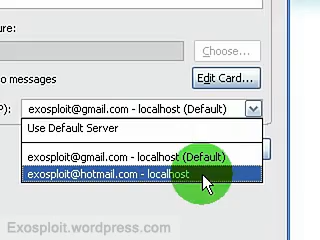 ure:
Choose...
o messages
Edit Card...
P): exosploit@gmail.com - localhost (Default)
Use Default Server
exosploit@gmail.com - localhost (Default)
exosploit@hotmail.com - localhost
Exosploit.wordpress.com